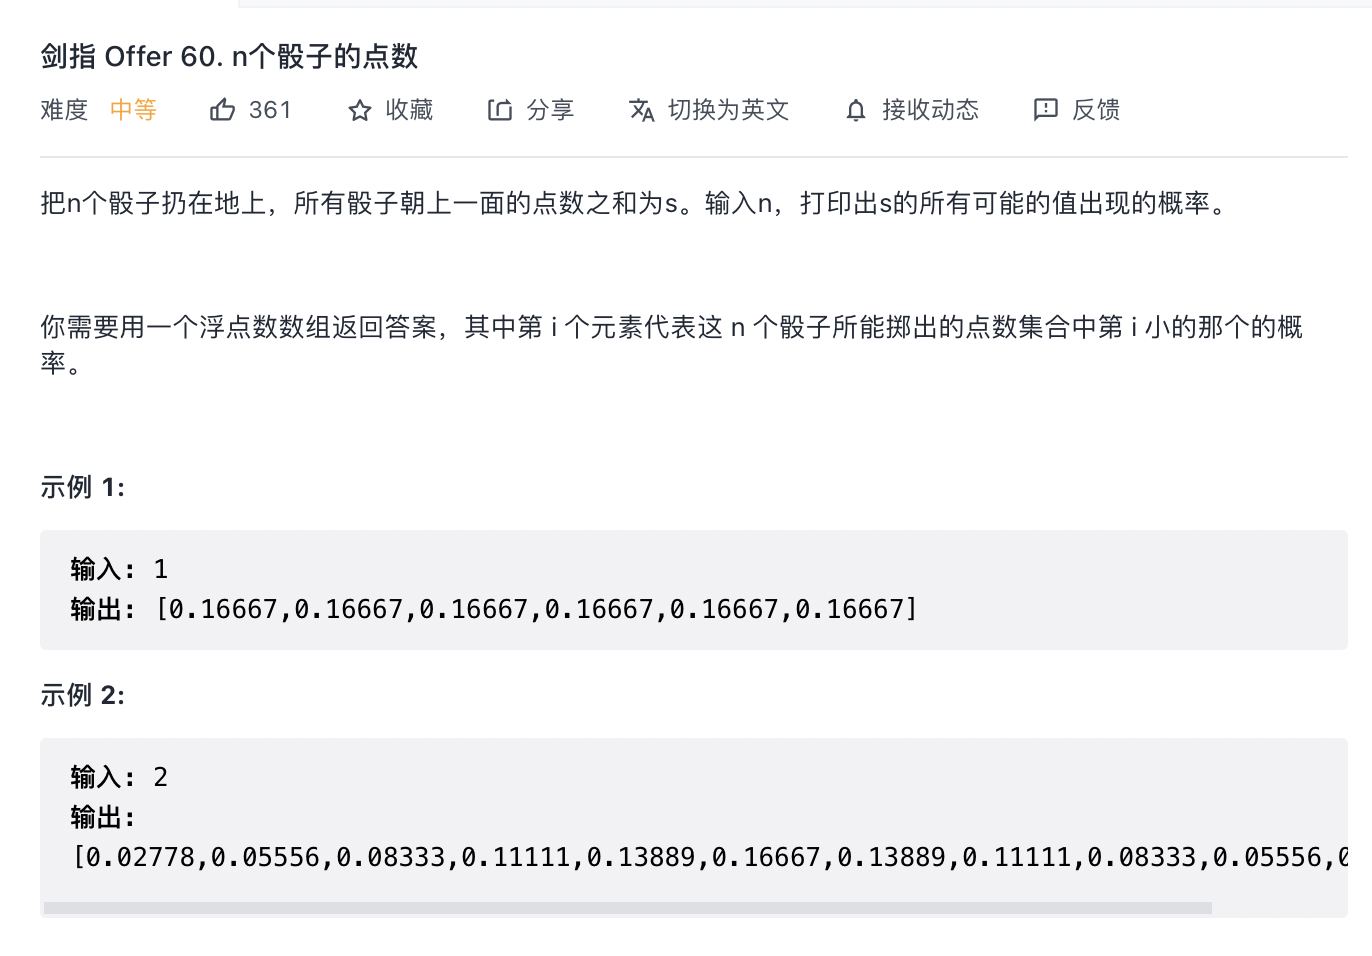 剑指 Offer 60. n个骰子的点数
难度 中等 361 收藏 分享 切换为英文 接收动态 反馈
把n个骰子扔在地上，所有骰子朝上一面的点数之和为s。输入n，打印出s的所有可能的值出现的概率。
你需要用一个浮点数数组返回答案，其中第 i 个元素代表这 n 个骰子所能掷出的点数集合中第 i 小的那个的概
率。
示例 1:
输入: 1
输出: [0.16667,0.16667,0.16667,0.16667,0.16667,0.16667]
示例 2:
输入: 2
输出:
[0.02778,0.05556,0.08333,0.11111,0.13889,0.16667,0.13889,0.11111,0.08333,0.05556,